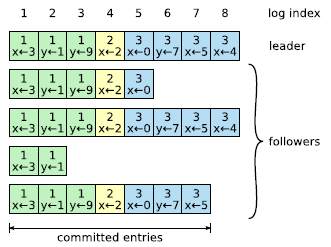 1 2 3 4 5 6 7 8 log index
1 1 1 2 3 3 3 3
x←3 y←1 y←9 x←2 x←0 y←7 x←5 x←4
leader
1 1 1 2 3
x←3 y←1 y←9 x←2 x←0
1 1 1 2 3 3 3 3
x←3 y←1 y←9 x←2 x←0 y←7 x←5 x←4
followers
1 1
x←3 y←1
1 1 1 2 3 3 3
x←3 y←1 y←9 x←2 x←0 y←7 x←5
committed entries